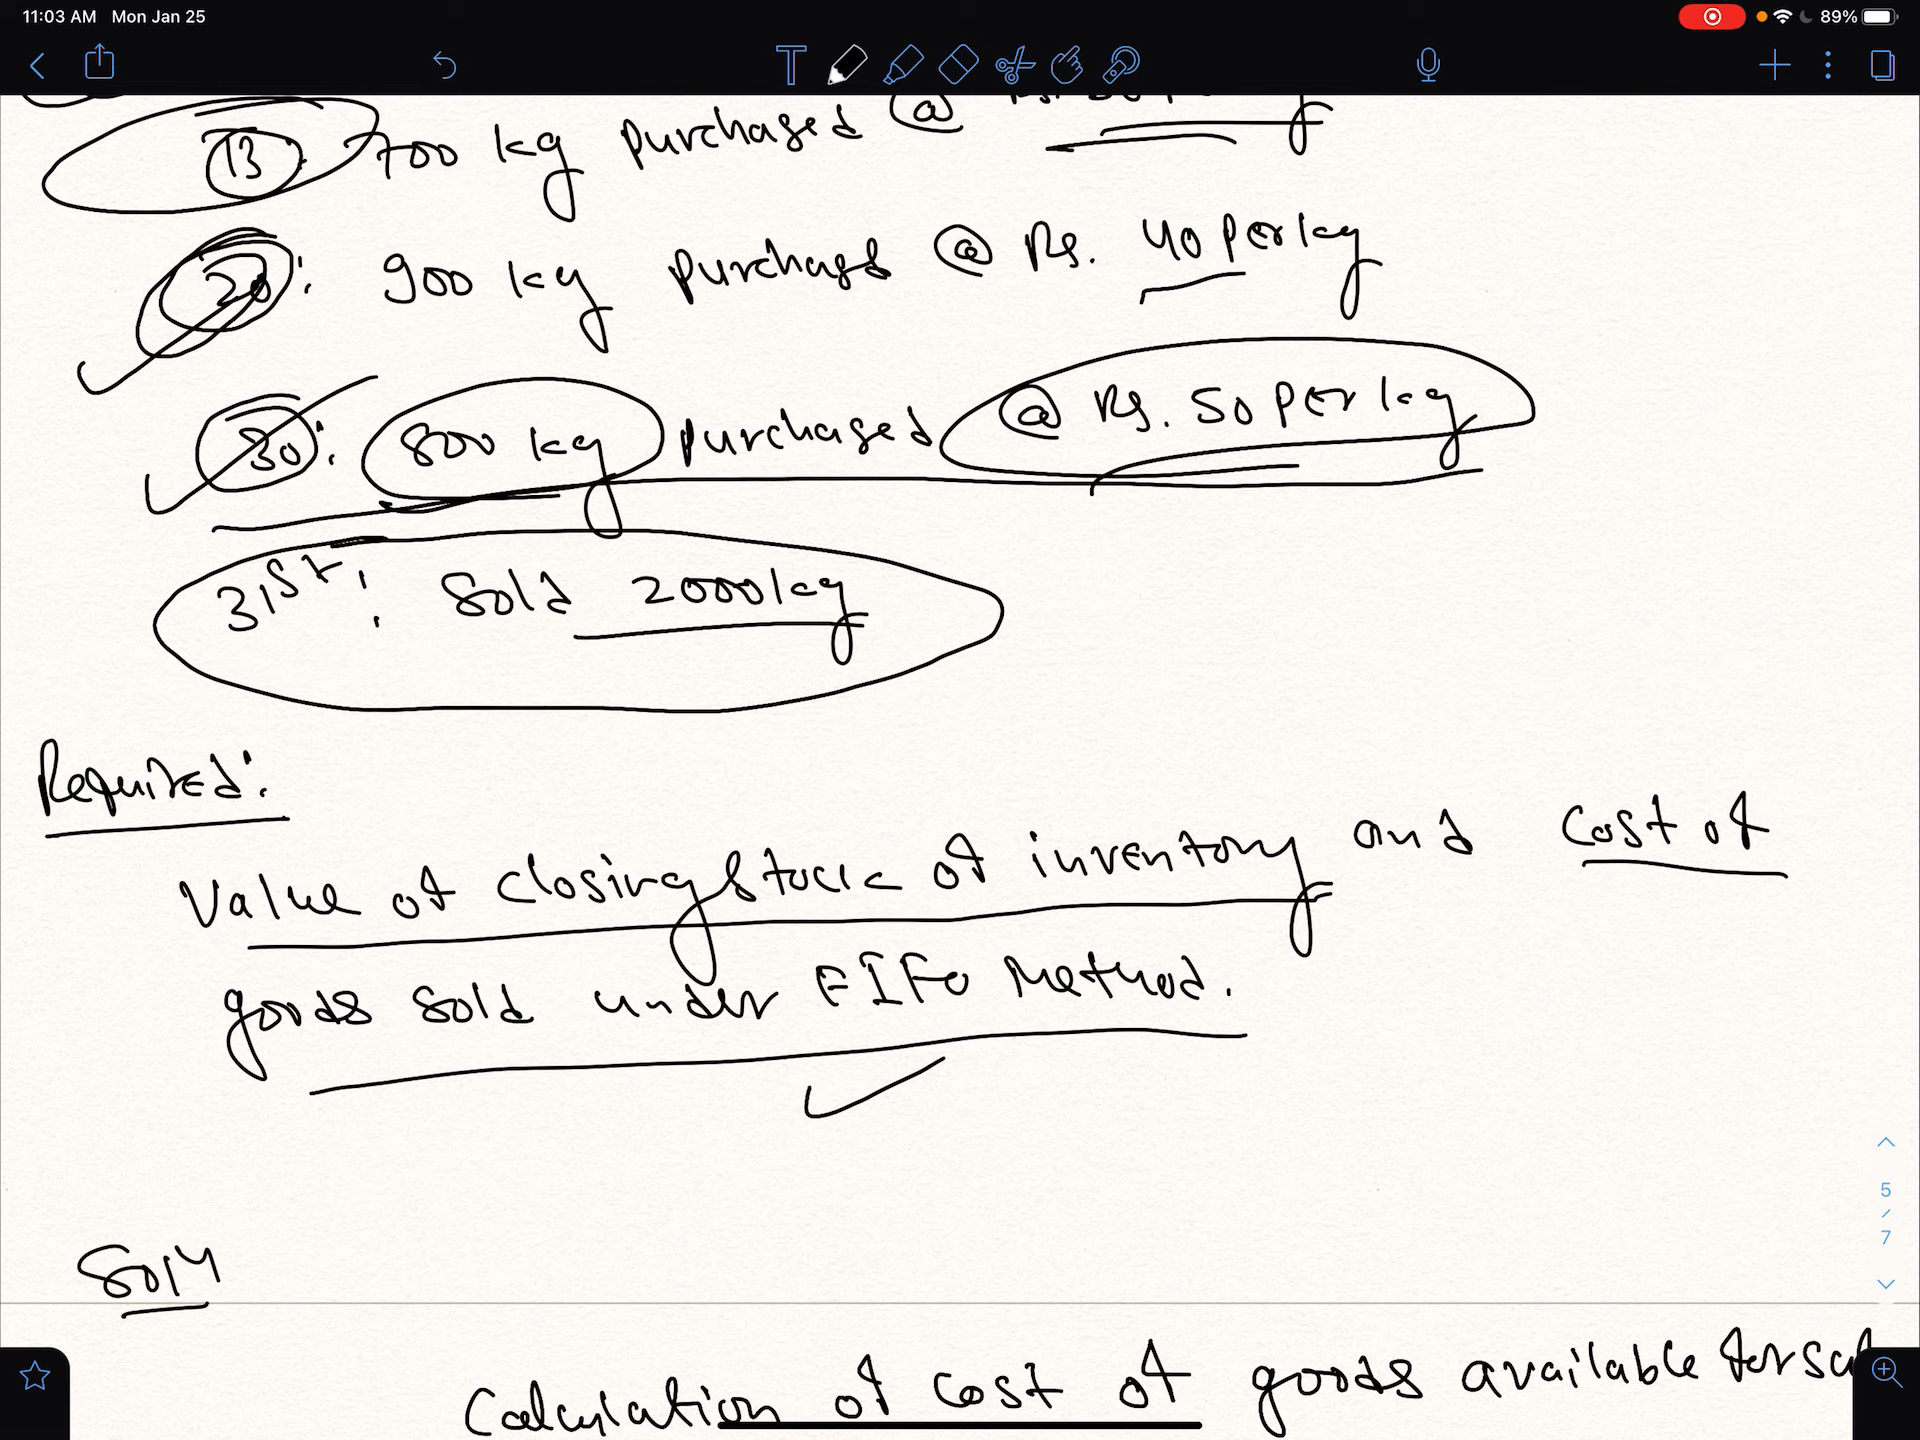 11:03 AM Mon Jan 25
89%
13 700 kg purchased @
20: 900 kg purchased @ Rs. 40 per kg
30: 800 kg purchased @ Rs. 50 per kg
31st: Sold 2000 kg
Required:
Value of closing stock of inventory and cost of
goods sold under FIFO Method.
5
/
7
Soln
Calculation of cost of goods available for sal